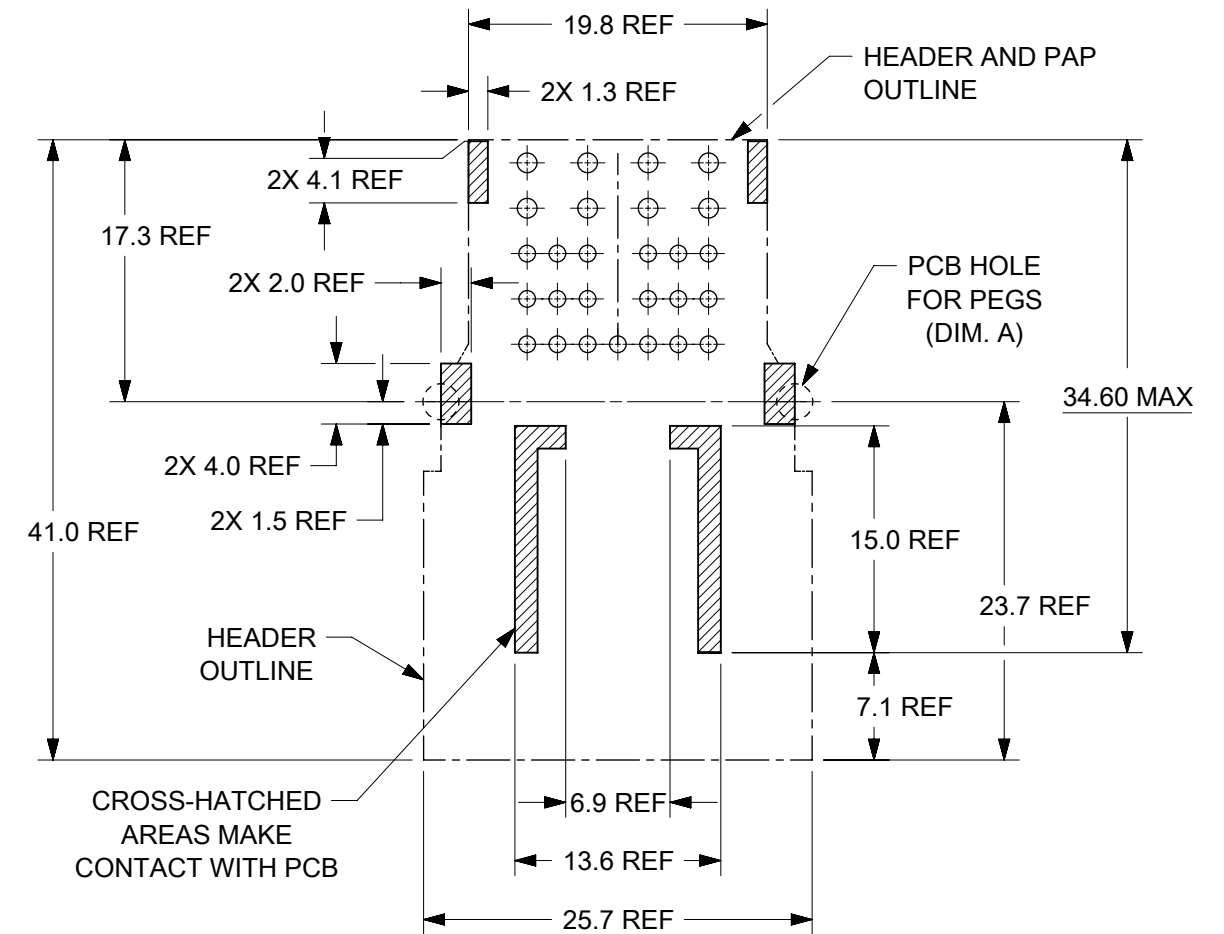 19.8 REF
HEADER AND PAP
OUTLINE
2X 1.3 REF
2X 4.1 REF
17.3 REF
2X 2.0 REF
PCB HOLE
FOR PEGS
(DIM. A)
34.60 MAX
2X 4.0 REF
2X 1.5 REF
41.0 REF
15.0 REF
23.7 REF
HEADER
OUTLINE
7.1 REF
CROSS-HATCHED
AREAS MAKE
CONTACT WITH PCB
6.9 REF
13.6 REF
25.7 REF